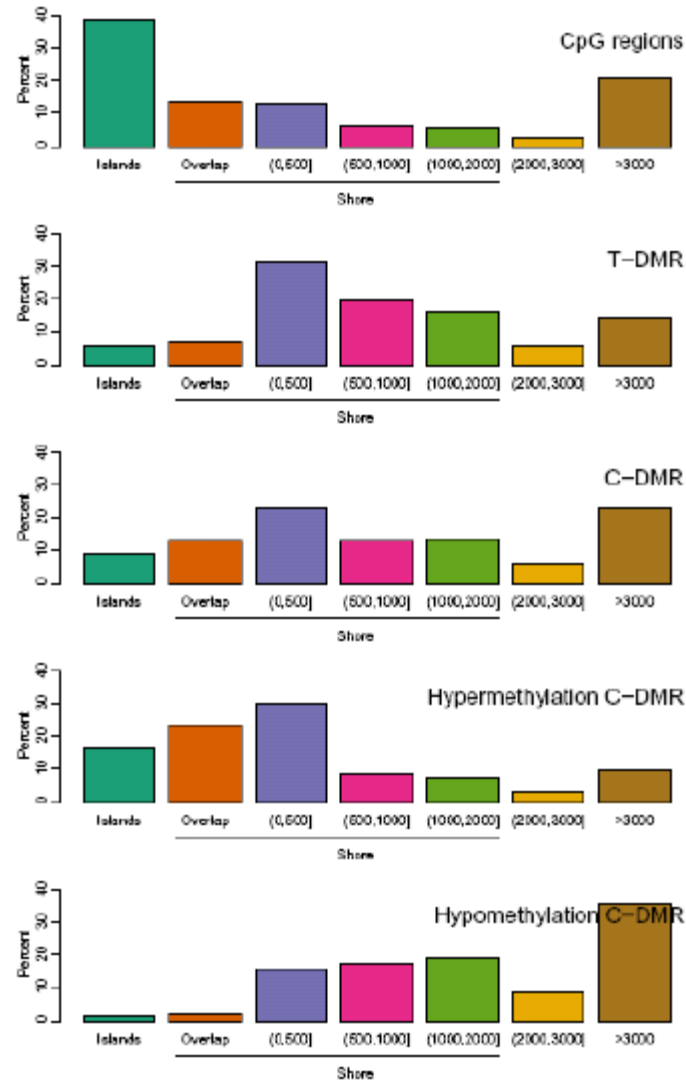 CpG regions
Percent
0 10 20 30 40
Islands Overlap (0,500] (500,1000] (1000,2000] (2000,3000] >3000
Shore
T-DMR
Percent
0 10 20 30 40
Islands Overlap (0,500] (500,1000] (1000,2000] (2000,3000] >3000
Shore
C-DMR
Percent
0 10 20 30 40
Islands Overlap (0,500] (500,1000] (1000,2000] (2000,3000] >3000
Shore
Hypermethylation C-DMR
Percent
0 10 20 30 40
Islands Overlap (0,500] (500,1000] (1000,2000] (2000,3000] >3000
Shore
Hypomethylation C-DMR
Percent
0 10 20 30 40
Islands Overlap (0,500] (500,1000] (1000,2000] (2000,3000] >3000
Shore